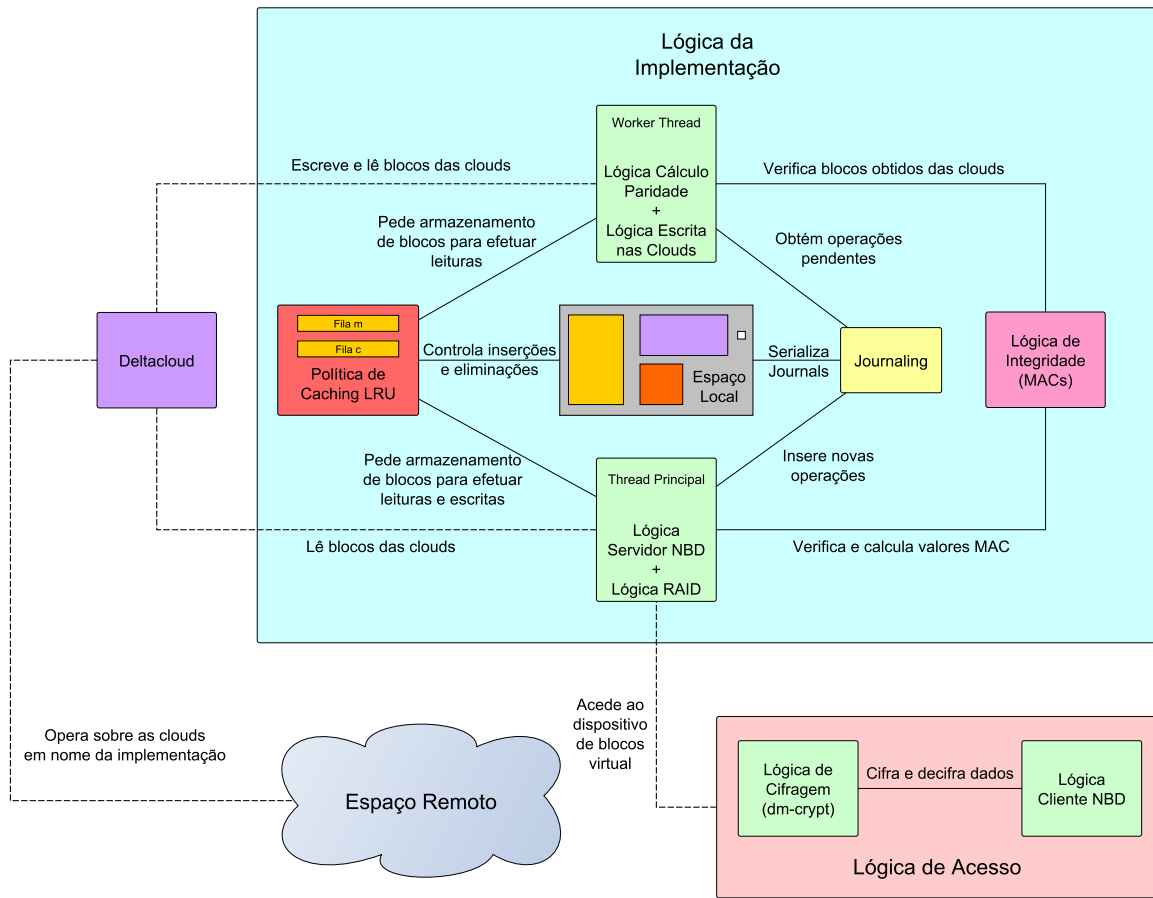 Lógica da
Implementação
Worker Thread
Lógica Cálculo
Paridade
+
Lógica Escrita
nas Clouds
Escreve e lê blocos das clouds
Verifica blocos obtidos das clouds
Pede armazenamento
de blocos para efetuar
leituras
Obtém operações
pendentes
Deltacloud
Fila m
Fila c
Política de
Caching LRU
Controla inserções
e eliminações
Espaço
Local
Serializa
Journals
Journaling
Lógica de
Integridade
(MACs)
Pede armazenamento
de blocos para efetuar
leituras e escritas
Insere novas
operações
Thread Principal
Lógica
Servidor NBD
+
Lógica RAID
Lê blocos das clouds
Verifica e calcula valores MAC
Opera sobre as clouds
em nome da implementação
Espaço Remoto
Acede ao
dispositivo
de blocos
virtual
Lógica de
Cifragem
(dm-crypt)
Cifra e decifra dados
Lógica
Cliente NBD
Lógica de Acesso